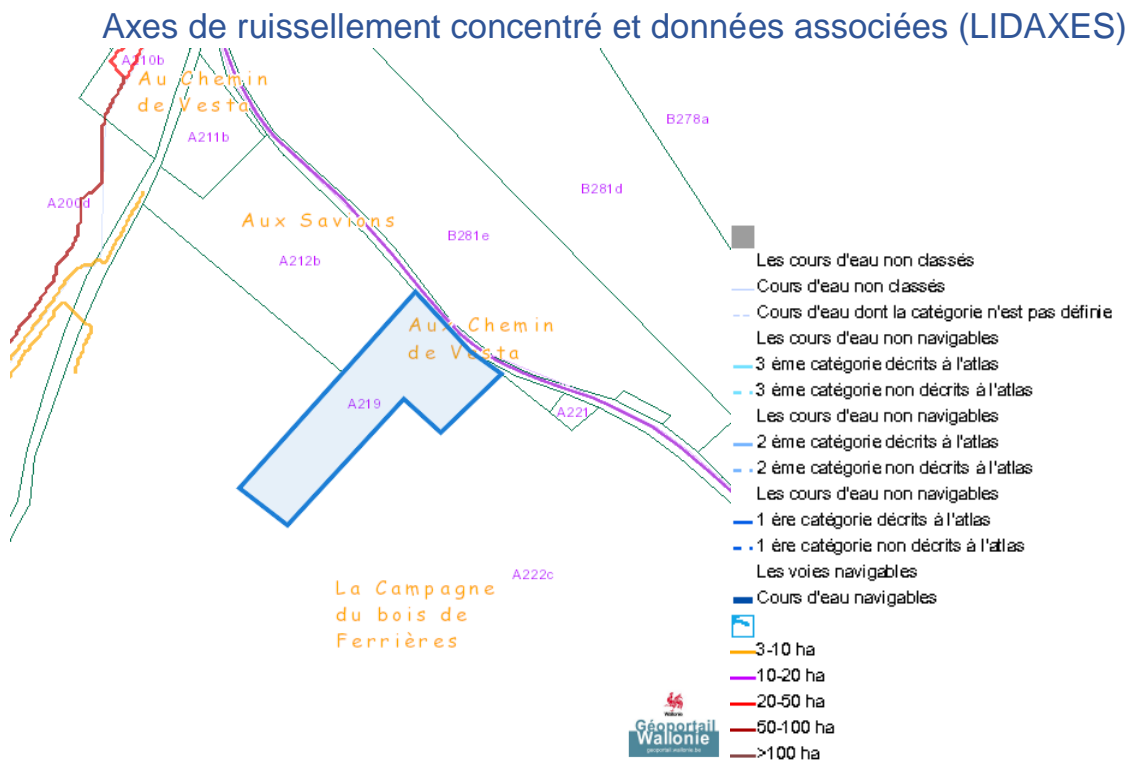 Axes de ruissellement concentré et données associées (LIDAXES)
A210b
Au Chemin
de Vesta
A211b
B278a
A200d
B281d
Aux Savions
B281e
A212b
Aux Chemin
de Vesta
A219
A221
A222c
La Campagne
du bois de
Ferrières
Les cours d'eau non classés
Cours d'eau non classés
Cours d'eau dont la catégorie n'est pas définie
Les cours d'eau non navigables
3 ème catégorie décrits à l'atlas
3 ème catégorie non décrits à l'atlas
Les cours d'eau non navigables
2 ème catégorie décrits à l'atlas
2 ème catégorie non décrits à l'atlas
Les cours d'eau non navigables
1 ère catégorie décrits à l'atlas
1 ère catégorie non décrits à l'atlas
Les voies navigables
Cours d'eau navigables
3-10 ha
10-20 ha
20-50 ha
50-100 ha
>100 ha
Wallonie
Géoportail
Wallonie
geoportail.wallonie.be